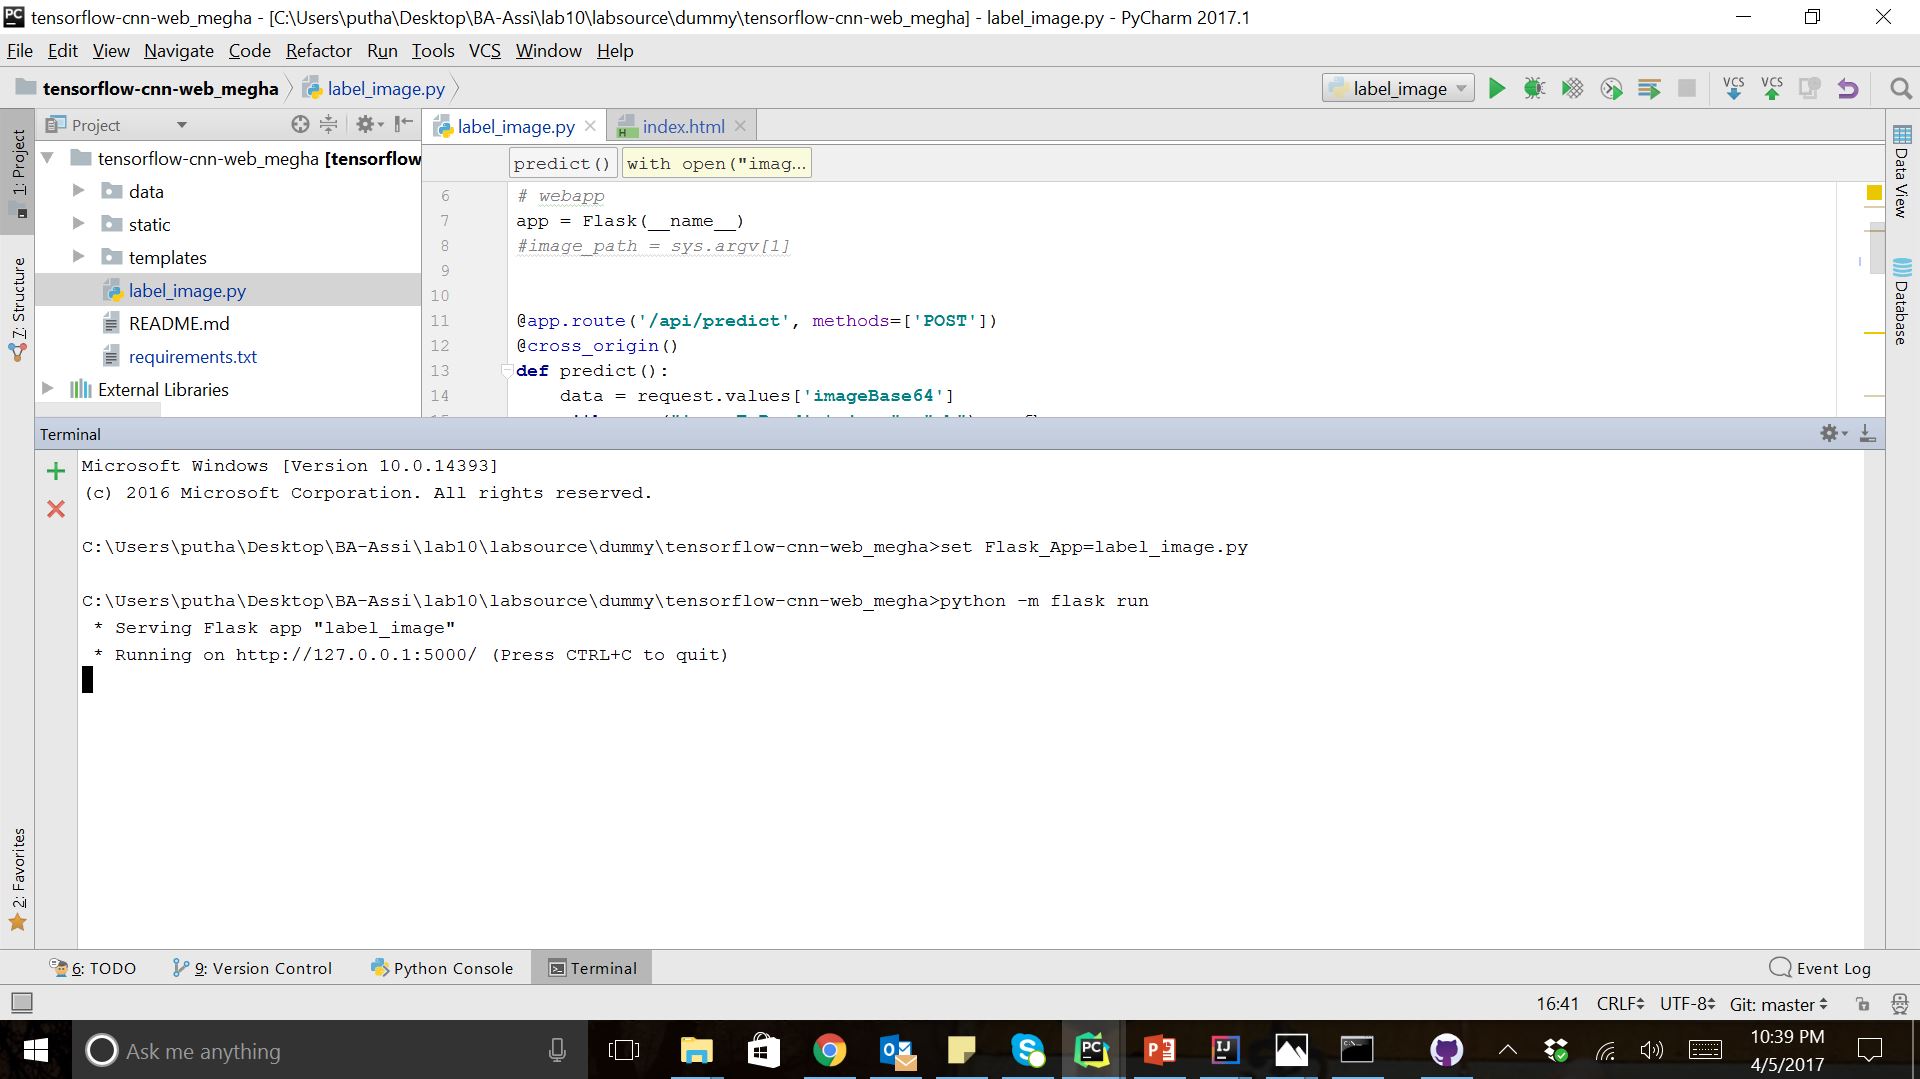 tensorflow-cnn-web_megha - [C:\Users\putha\Desktop\BA-Assi\lab10\labsource\dummy\tensorflow-cnn-web_megha] - label_image.py - PyCharm 2017.1
File Edit View Navigate Code Refactor Run Tools VCS Window Help
tensorflow-cnn-web_megha label_image.py label_image VCS VCS
1: Project
7: Structure
2: Favorites
Project
tensorflow-cnn-web_megha [tensorflow
data
static
templates
label_image.py
README.md
requirements.txt
External Libraries
label_image.py index.html
predict() with open("imag...
6 # webapp
7 app = Flask(__name__)
8 #image_path = sys.argv[1]
9
10
11 @app.route('/api/predict', methods=['POST'])
12 @cross_origin()
13 def predict():
14 data = request.values['imageBase64']
Data View
Database
Terminal
Microsoft Windows [Version 10.0.14393]
(c) 2016 Microsoft Corporation. All rights reserved.
C:\Users\putha\Desktop\BA-Assi\lab10\labsource\dummy\tensorflow-cnn-web_megha>set Flask_App=label_image.py
C:\Users\putha\Desktop\BA-Assi\lab10\labsource\dummy\tensorflow-cnn-web_megha>python -m flask run
* Serving Flask app "label_image"
* Running on http://127.0.0.1:5000/ (Press CTRL+C to quit)
6: TODO 9: Version Control Python Console Terminal Event Log
16:41 CRLF UTF-8 Git: master
Ask me anything
10:39 PM
4/5/2017